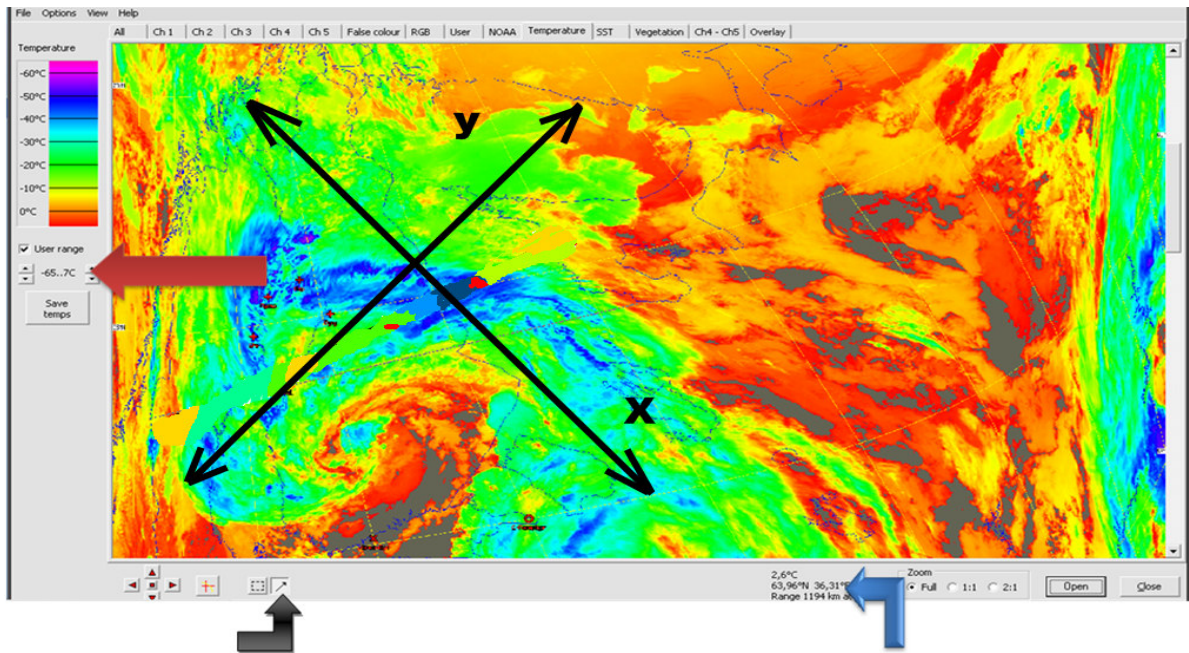 File Options View Help
All Ch 1 Ch 2 Ch 3 Ch 4 Ch 5 False colour RGB User NOAA Temperature SST Vegetation Ch4 - Ch5 Overlay
Temperature
-60°C
-50°C
-40°C
-30°C
-20°C
-10°C
0°C
User range
-65..7C
Save
temps
y
x
2,6°C
63,96°N 36,31°
Range 1194 km
Zoom
Full 1:1 2:1
Open Close